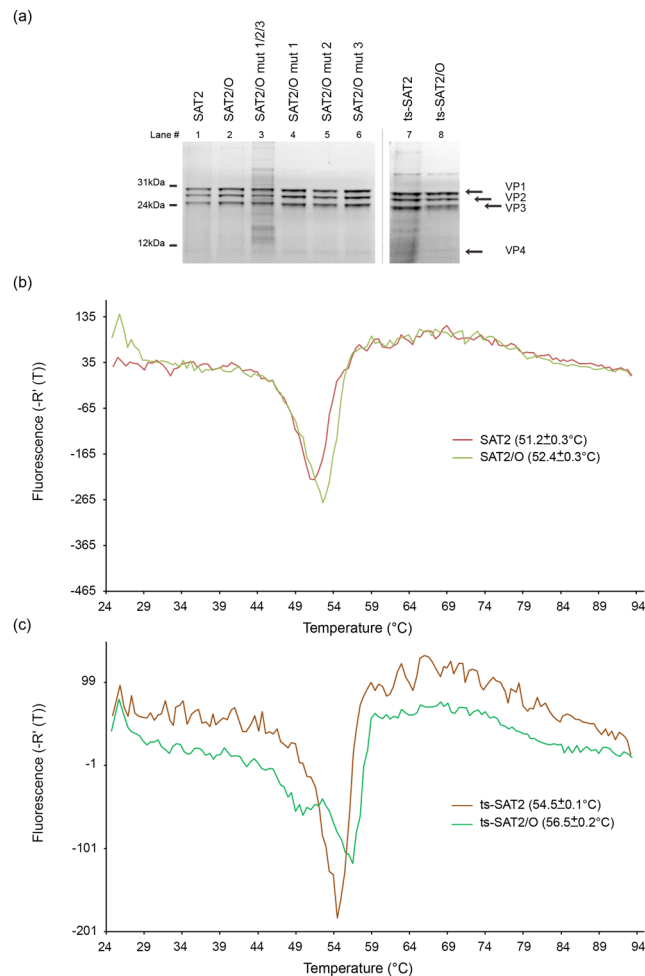 (a)
SAT2 SAT2/O SAT2/O mut 1/2/3 SAT2/O mut 1 SAT2/O mut 2 SAT2/O mut 3 ts-SAT2 ts-SAT2/O
Lane # 1 2 3 4 5 6 7 8
31kDa
24kDa
12kDa
VP1
VP2
VP3
VP4
(b)
Fluorescence (-R' (T))
135
35
-65
-165
-265
-365
-465
SAT2 (51.2±0.3°C)
SAT2/O (52.4±0.3°C)
24 29 34 39 44 49 54 59 64 69 74 79 84 89 94
Temperature (°C)
(c)
Fluorescence (-R' (T))
99
-1
-101
-201
ts-SAT2 (54.5±0.1°C)
ts-SAT2/O (56.5±0.2°C)
24 29 34 39 44 49 54 59 64 69 74 79 84 89 94
Temperature (°C)